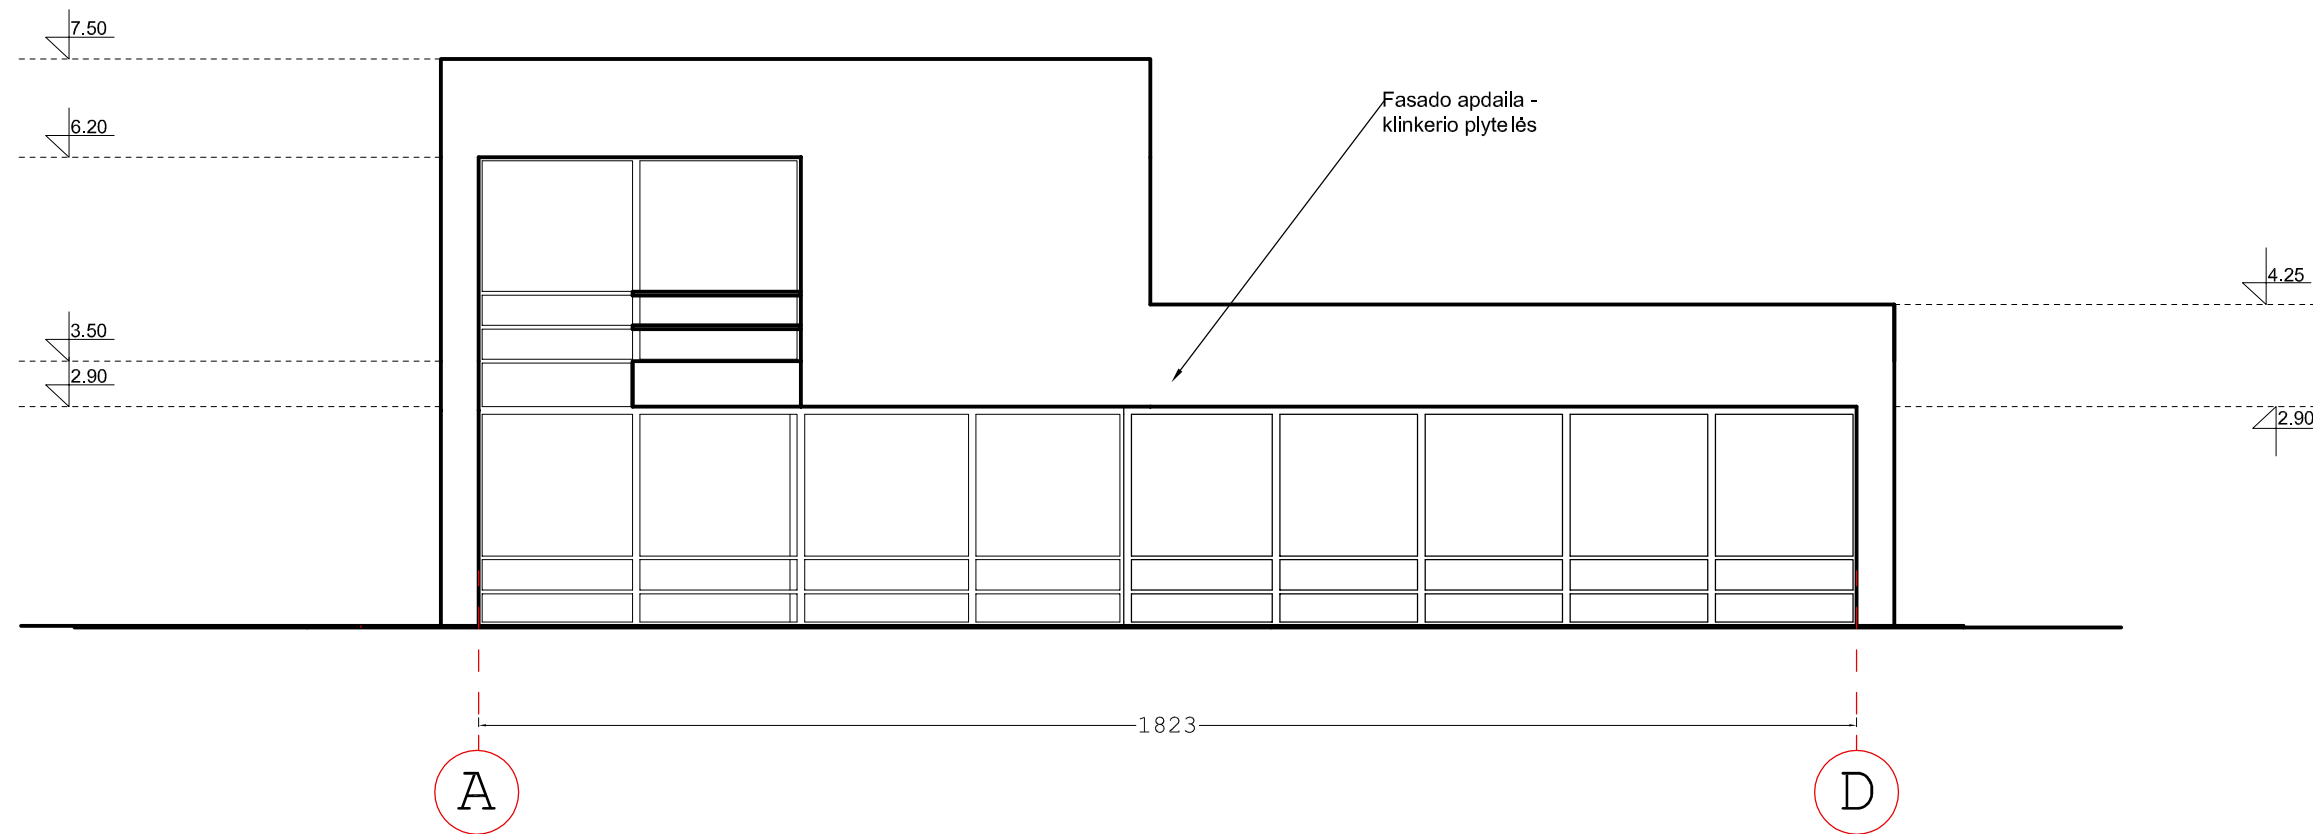 7.50
6.20
Fasado apdaila -
klinkerio plytelės
4.25
3.50
2.90
2.90
1823
A
D